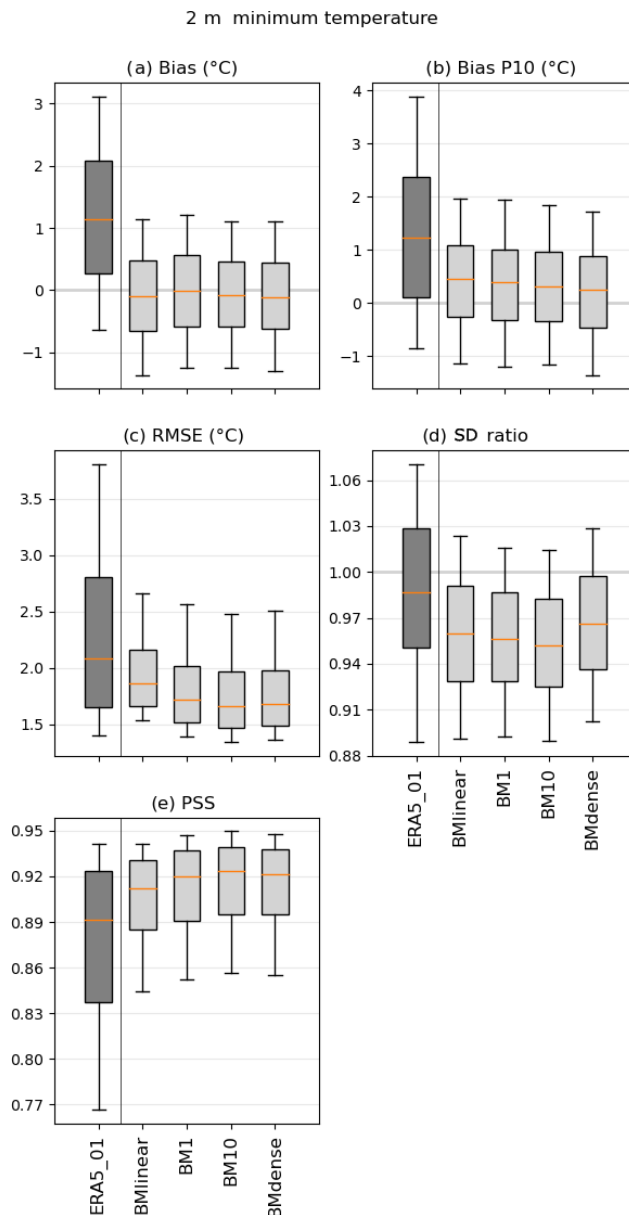 2 m minimum temperature
(a) Bias (°C)
(b) Bias P10 (°C)
3
2
1
0
−1
4
3
2
1
0
−1
(c) RMSE (°C)
(d) SD ratio
3.5
3.0
2.5
2.0
1.5
1.06
1.03
1.00
0.97
0.94
0.91
0.88
ERA5_01
BMlinear
BM1
BM10
BMdense
(e) PSS
0.95
0.92
0.89
0.86
0.83
0.80
0.77
ERA5_01
BMlinear
BM1
BM10
BMdense